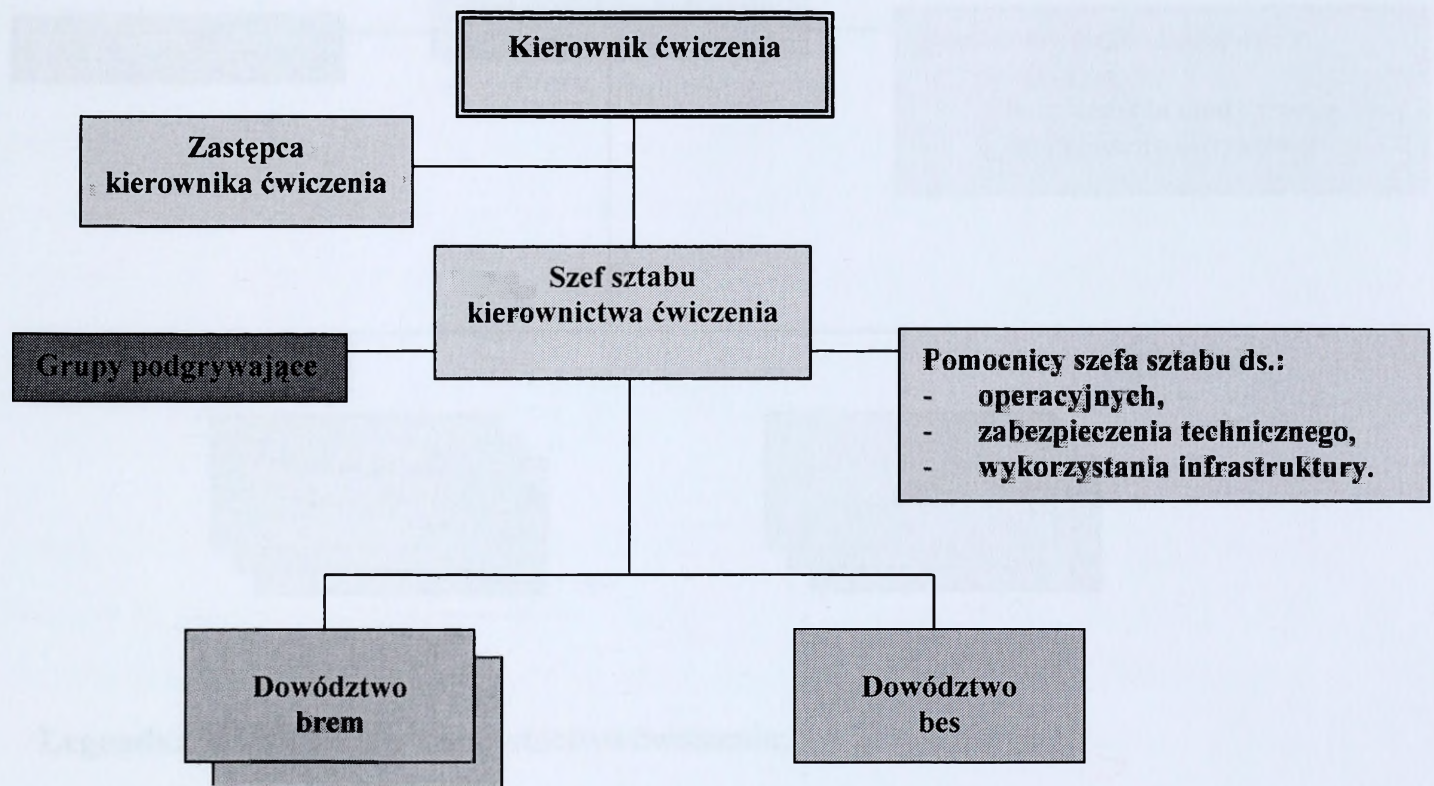 Kierownik ćwiczenia
Zastępca
kierownika ćwiczenia
Szef sztabu
kierownictwa ćwiczenia
Grupy podgrywające
Pomocnicy szefa sztabu ds.:
- operacyjnych,
- zabezpieczenia technicznego,
- wykorzystania infrastruktury.
Dowództwo
brem
Dowództwo
bes